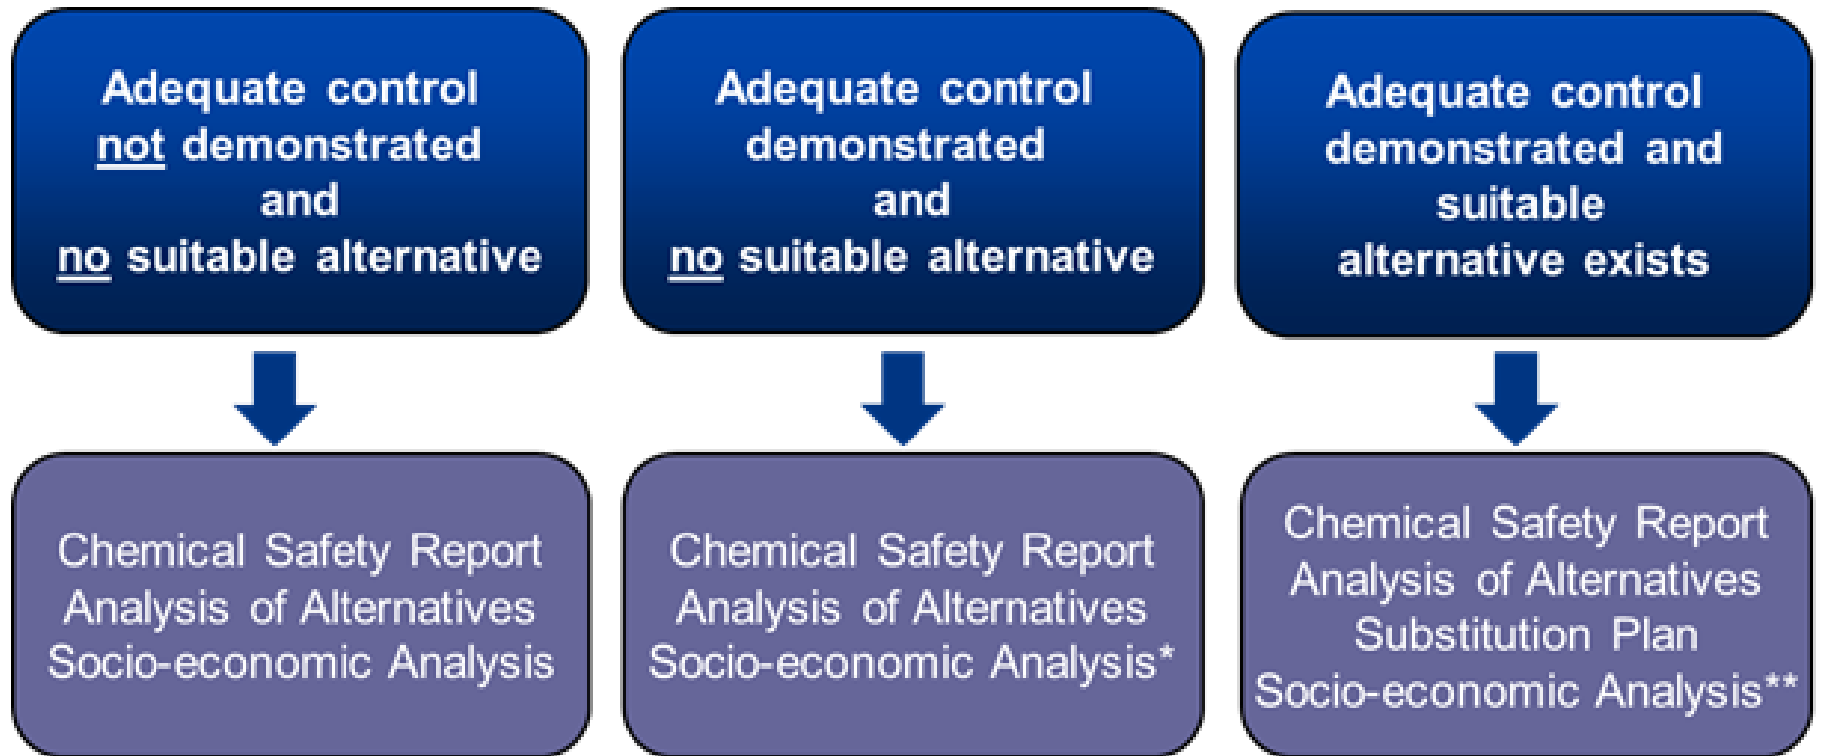 Adequate control
not demonstrated
and
no suitable alternative
Adequate control
demonstrated
and
no suitable alternative
Adequate control
demonstrated and
suitable
alternative exists
Chemical Safety Report
Analysis of Alternatives
Socio-economic Analysis
Chemical Safety Report
Analysis of Alternatives
Socio-economic Analysis*
Chemical Safety Report
Analysis of Alternatives
Substitution Plan
Socio-economic Analysis**